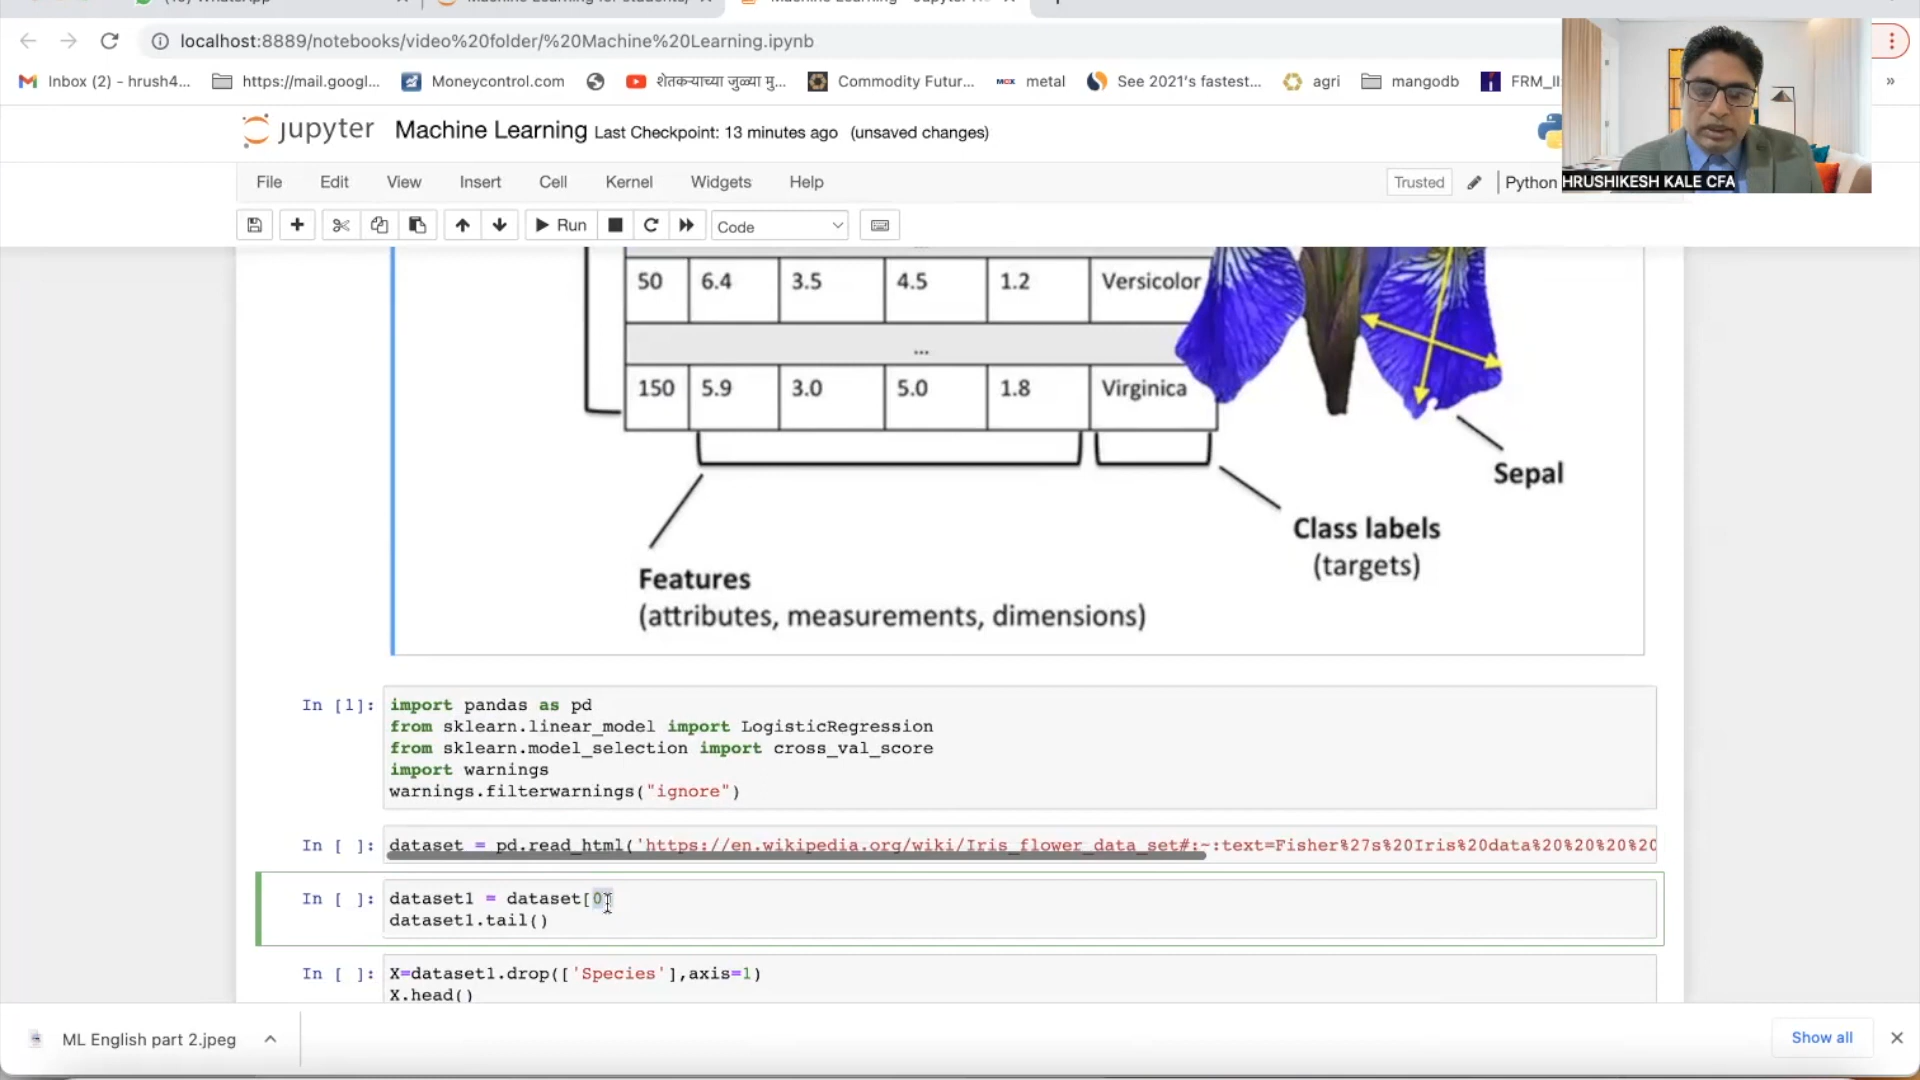 localhost:8889/notebooks/video%20folder/%20Machine%20Learning.ipynb
Inbox (2) - hrush4...
https://mail.googl...
Moneycontrol.com
शेतकऱ्याच्या जुळ्या मु...
Commodity Futur...
MCX metal
See 2021's fastest...
agri
mangodb
FRM_II
»
HRUSHIKESH KALE CFA
jupyter Machine Learning Last Checkpoint: 13 minutes ago (unsaved changes)
File Edit View Insert Cell Kernel Widgets Help
Trusted
Python
Run
Code
50 6.4 3.5 4.5 1.2 Versicolor
...
150 5.9 3.0 5.0 1.8 Virginica
Sepal
Class labels
(targets)
Features
(attributes, measurements, dimensions)
In [1]: import pandas as pd
from sklearn.linear_model import LogisticRegression
from sklearn.model_selection import cross_val_score
import warnings
warnings.filterwarnings("ignore")
In [ ]: dataset = pd.read_html('https://en.wikipedia.org/wiki/Iris_flower_data_set#:~:text=Fisher%27s%20Iris%20data%20%20%20%20
In [ ]: dataset1 = dataset[0]
dataset1.tail()
In [ ]: X=dataset1.drop(['Species'],axis=1)
X.head()
ML English part 2.jpeg
Show all